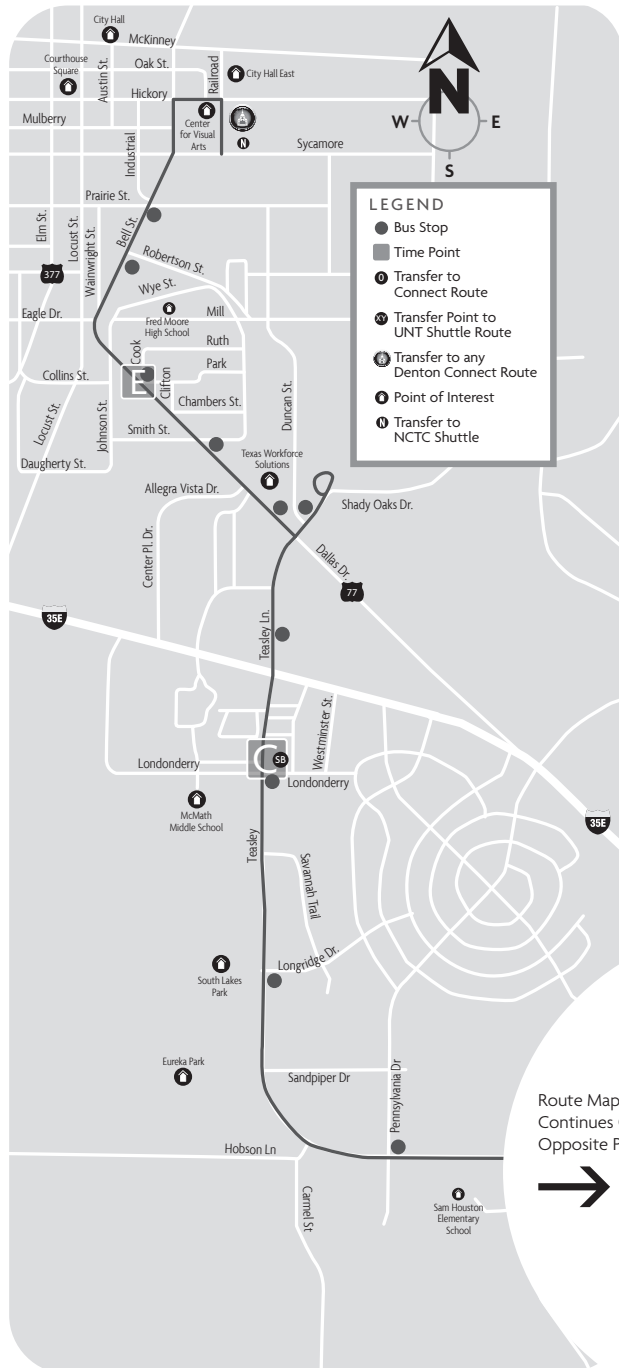 City Hall
McKinney
Courthouse
Square
Austin St.
Oak St.
Railroad
City Hall East
Hickory
Mulberry
Center
for Visual
Arts
N
Sycamore
Industrial
N
W
E
S
Prairie St.
Elm St.
Locust St.
Wainwright St.
Bell St.
Robertson St.
377
Wye St.
Eagle Dr.
Fred Moore
High School
Mill
Cook
Ruth
Park
Collins St.
E
Clifton
Duncan St.
Locust St.
Johnson St.
Chambers St.
Smith St.
Daugherty St.
Texas Workforce
Solutions
Allegra Vista Dr.
Shady Oaks Dr.
Center Pl. Dr.
Dallas Dr.
77
35E
Teasley Ln.
Westminster St.
Londonderry
C
SB
Londonderry
McMath
Middle School
35E
Teasley
Savannah Trail
South Lakes
Park
Longridge Dr.
Eureka Park
Sandpiper Dr
Pennsylvania Dr
Hobson Ln
Carmel St
Sam Houston
Elementary
School
LEGEND
Bus Stop
Time Point
0
Transfer to
Connect Route
XY
Transfer Point to
UNT Shuttle Route
Transfer to any
Denton Connect Route
Point of Interest
N
Transfer to
NCTC Shuttle
Route Map
Continues
Opposite